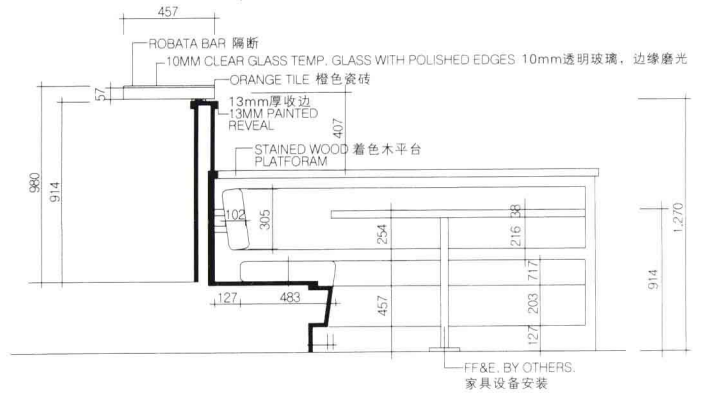 457
ROBATA BAR 隔断
10MM CLEAR GLASS TEMP. GLASS WITH POLISHED EDGES 10mm透明玻璃，边缘磨光
ORANGE TILE 橙色瓷砖
57
13mm厚收边
13MM PAINTED
REVEAL
407
STAINED WOOD 着色木平台
PLATFORAM
980
914
102
305
254
38
216
1,270
914
717
127
483
457
203
127
FF&E. BY OTHERS.
家具设备安装